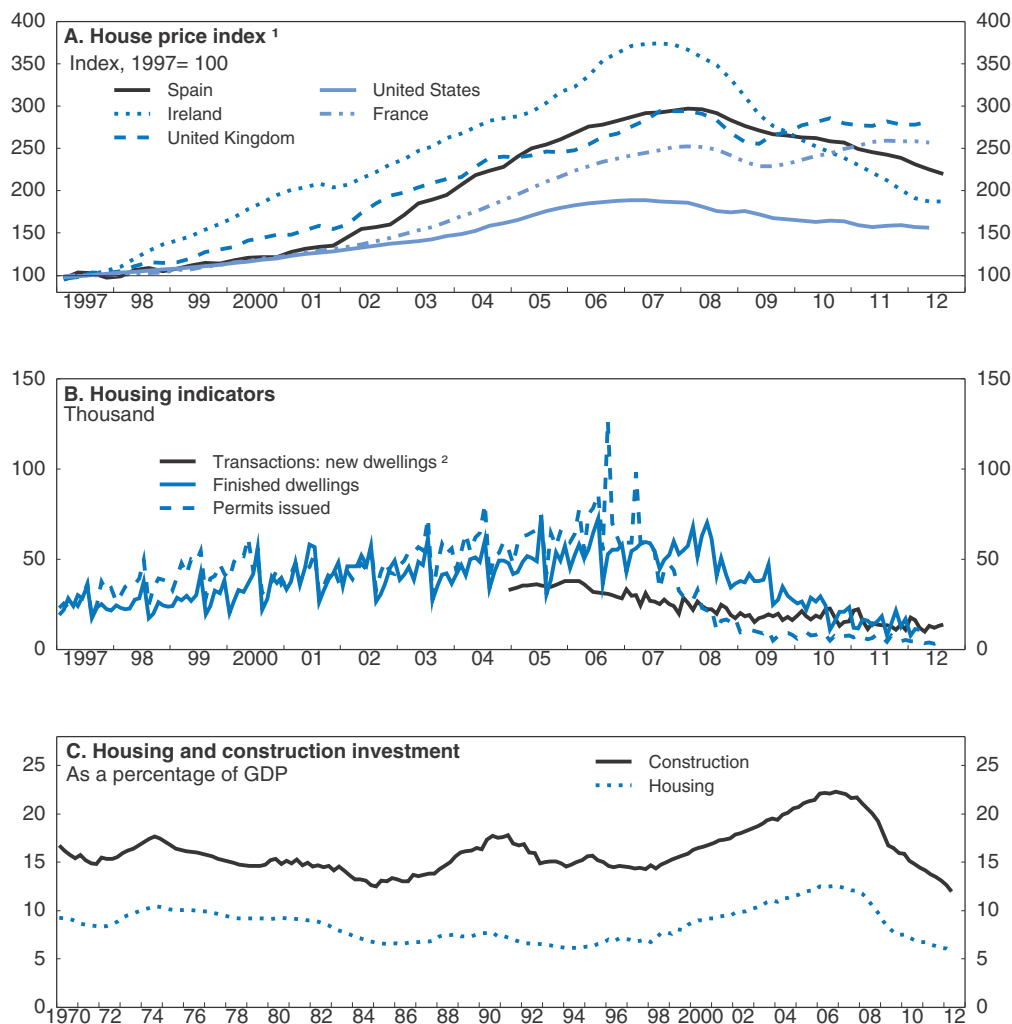 400 400
A. House price index ¹
Index, 1997= 100
350 350
Spain United States
300 300
Ireland France
United Kingdom
250 250
200 200
150 150
100 100
1997 98 99 2000 01 02 03 04 05 06 07 08 09 10 11 12
150 150
B. Housing indicators
Thousand
Transactions: new dwellings ²
100 100
Finished dwellings
Permits issued
50 50
0 0
1997 98 99 2000 01 02 03 04 05 06 07 08 09 10 11 12
C. Housing and construction investment
As a percentage of GDP
Construction
25 25
Housing
20 20
15 15
10 10
5 5
0 0
1970 72 74 76 78 80 82 84 86 88 90 92 94 96 98 2000 02 04 06 08 10 12